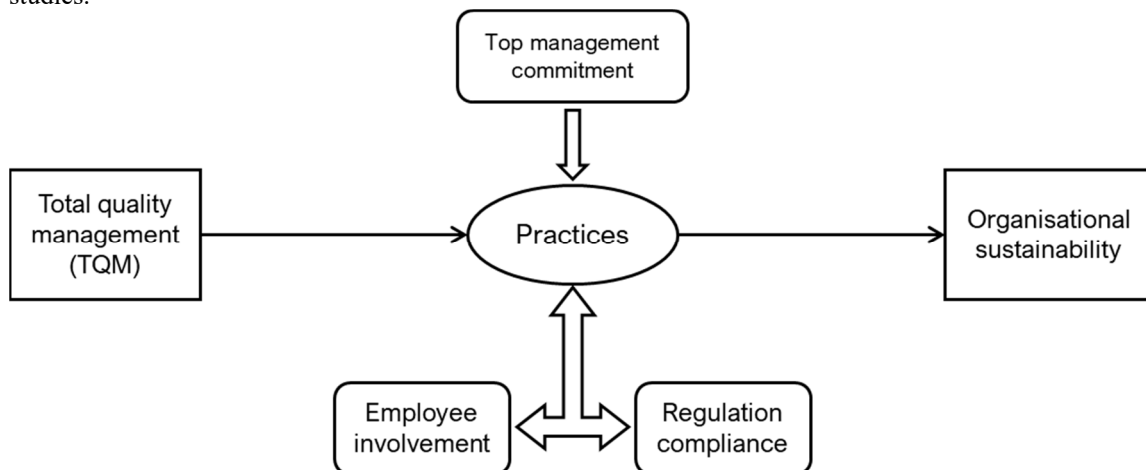 studies.
Top management
commitment
Total quality
management
(TQM)
Practices
Organisational
sustainability
Employee
involvement
Regulation
compliance